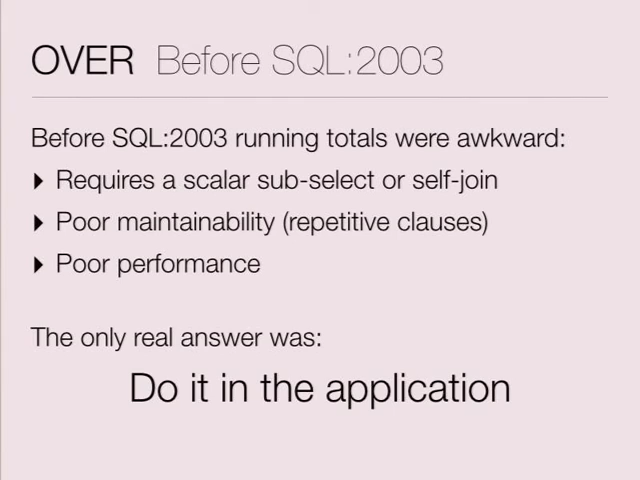 OVER Before SQL:2003
Before SQL:2003 running totals were awkward:
▸ Requires a scalar sub-select or self-join
▸ Poor maintainability (repetitive clauses)
▸ Poor performance
The only real answer was:
Do it in the application